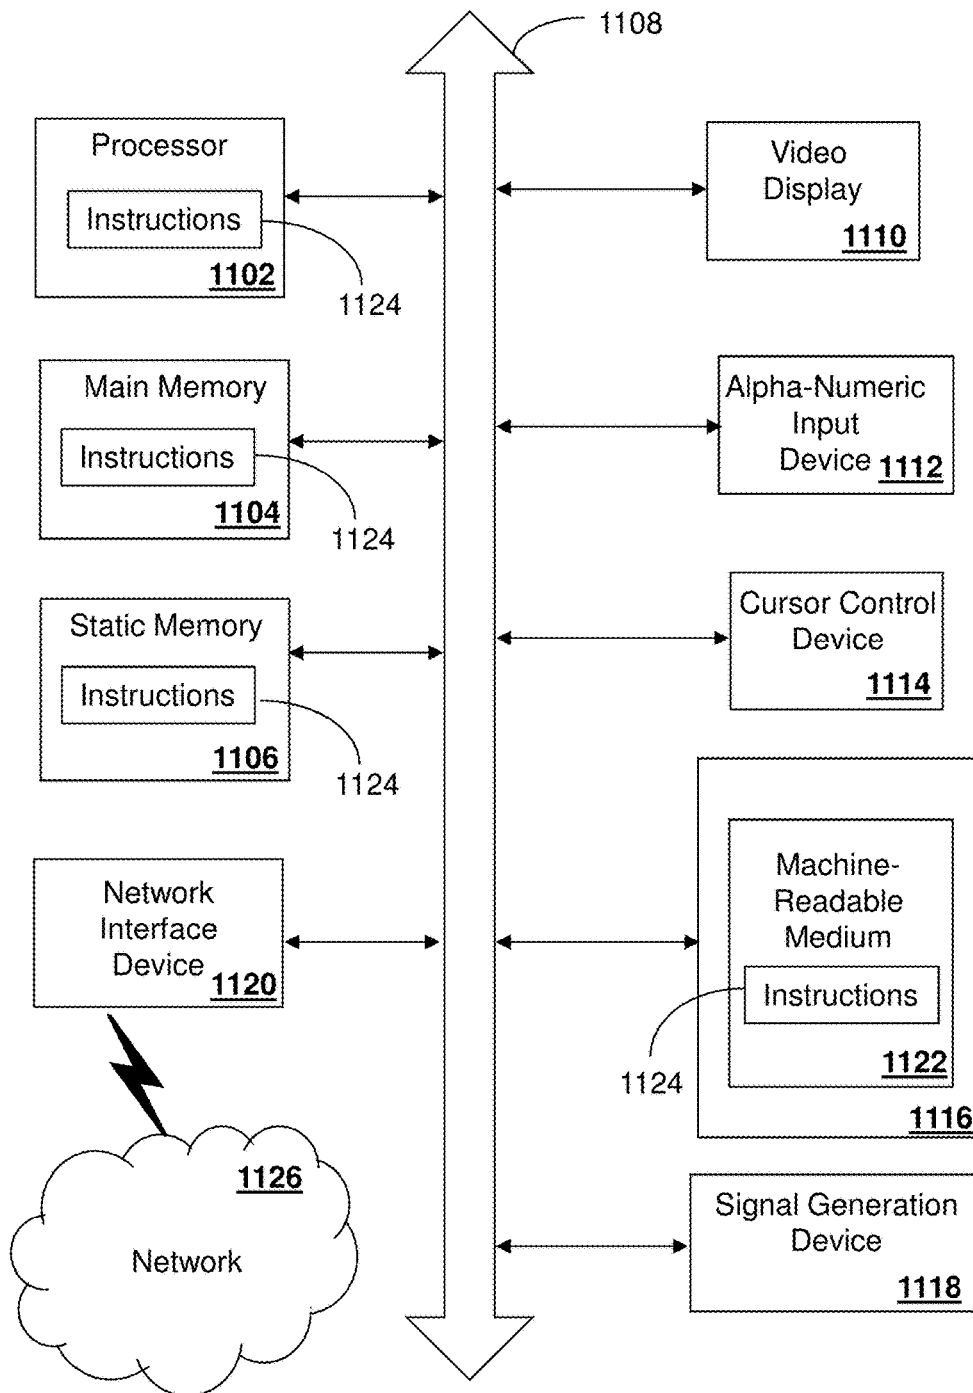 1108
Processor
Instructions
1102
1124
Main Memory
Instructions
1104
1124
Static Memory
Instructions
1106
1124
Network
Interface
Device
1120
1126
Network
Video
Display
1110
Alpha-Numeric
Input
Device
1112
Cursor Control
Device
1114
Machine-
Readable
Medium
Instructions
1122
1124
1116
Signal Generation
Device
1118